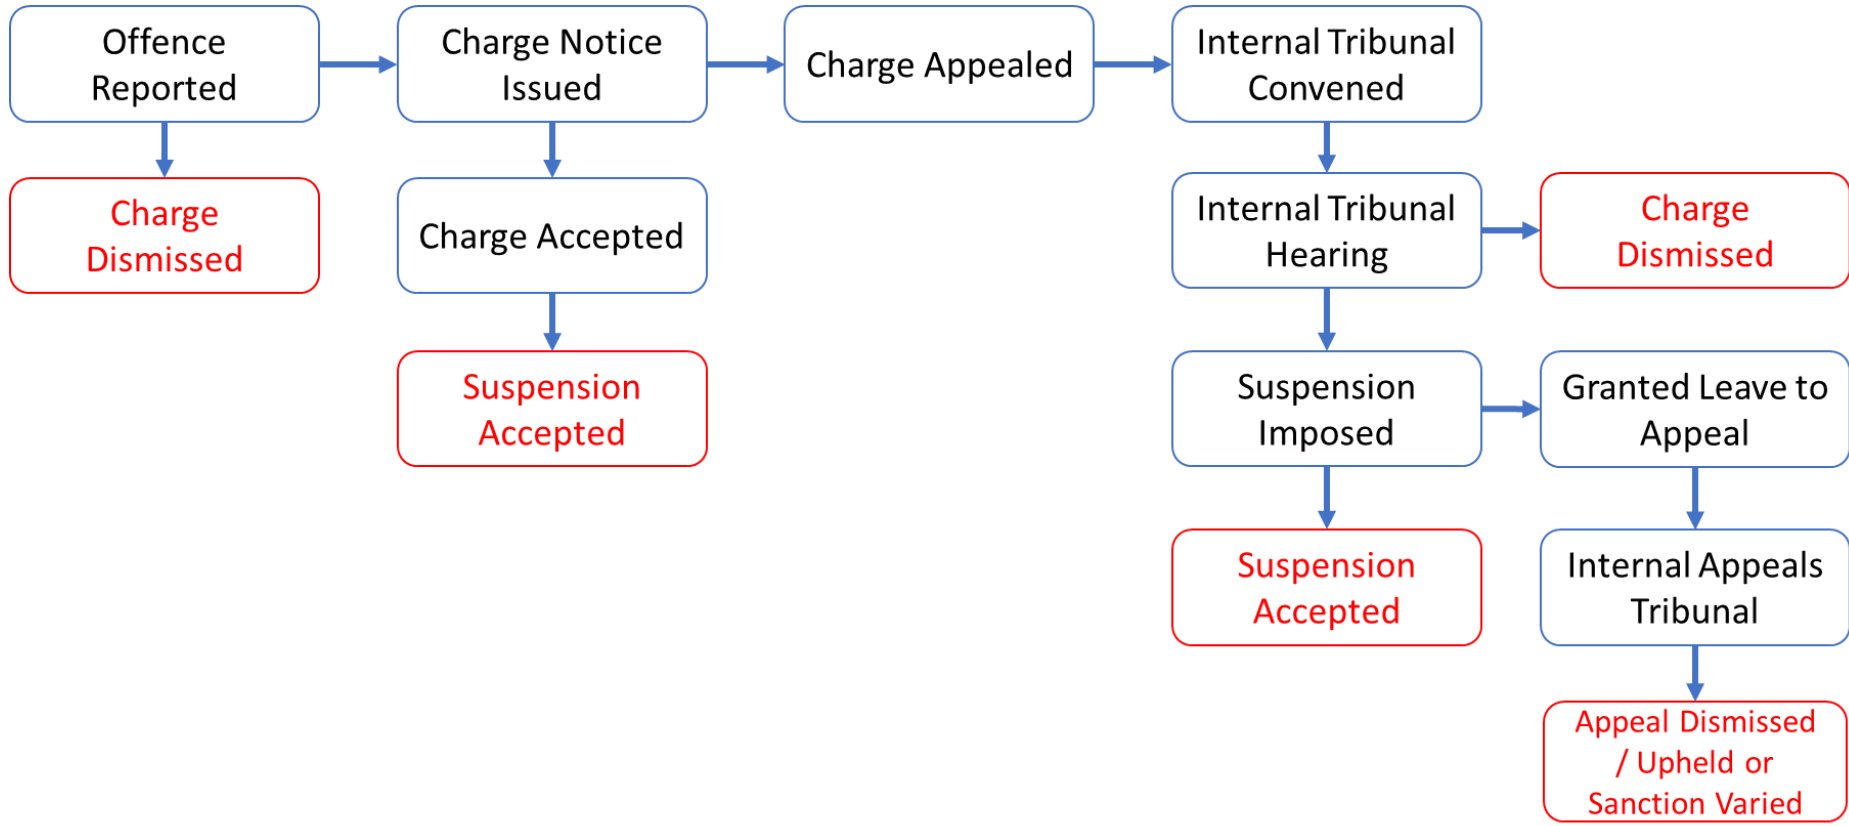 Offence
Reported
Charge Notice
Issued
Charge Appealed
Internal Tribunal
Convened
Charge
Dismissed
Charge Accepted
Internal Tribunal
Hearing
Charge
Dismissed
Suspension
Accepted
Suspension
Imposed
Granted Leave to
Appeal
Suspension
Accepted
Internal Appeals
Tribunal
Appeal Dismissed
/ Upheld or
Sanction Varied